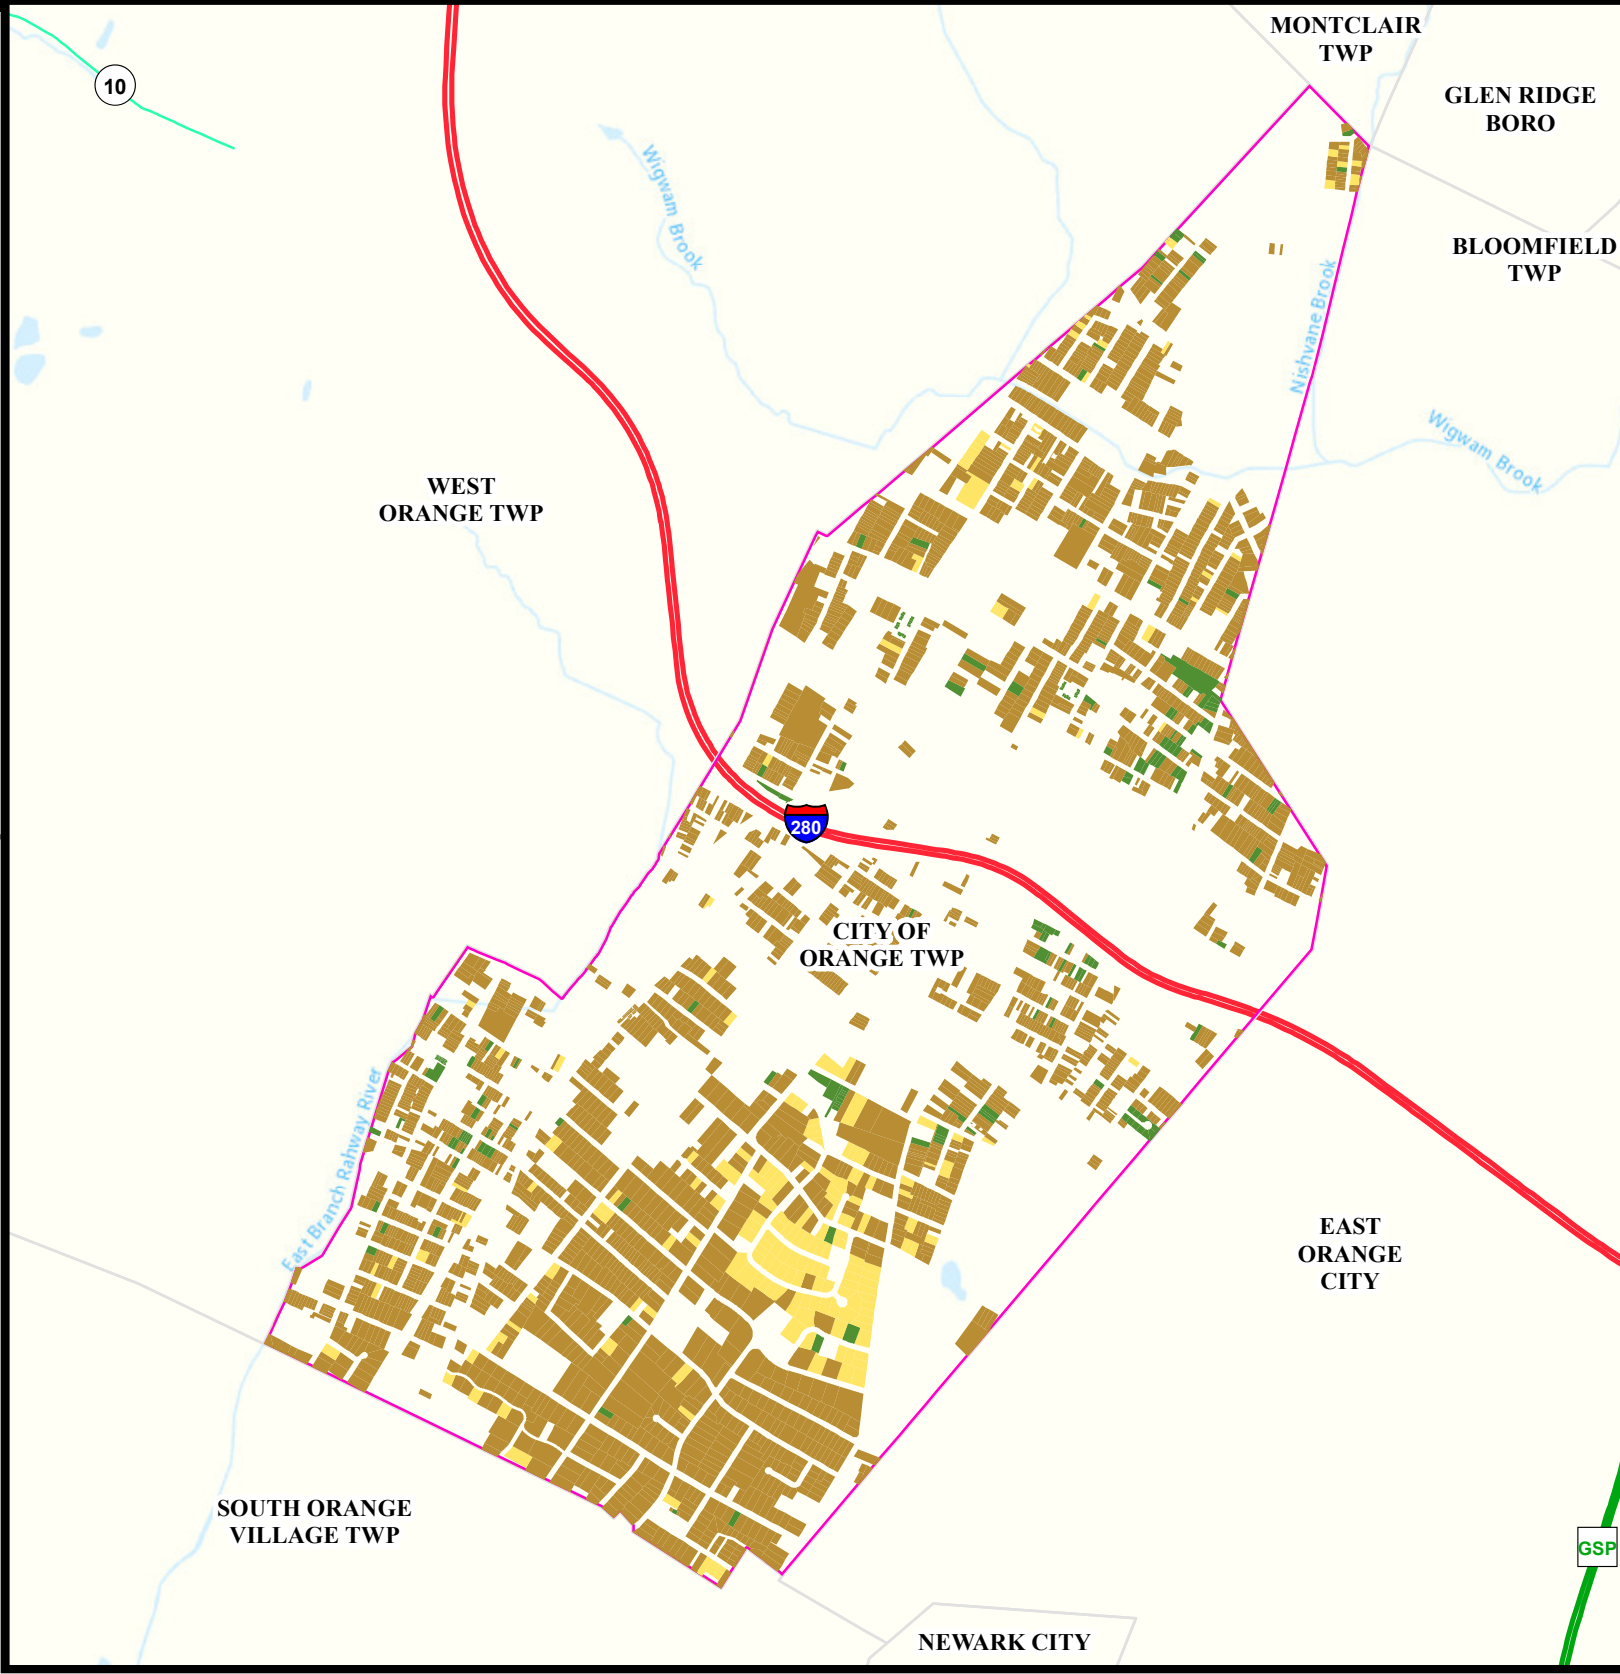 MONTCLAIR
TWP
10
GLEN RIDGE
BORO
Wigwam Brook
BLOOMFIELD
TWP
Nishvane Brook
Wigwam Brook
WEST
ORANGE TWP
280
CITY OF
ORANGE TWP
East Branch Rahway River
EAST
ORANGE
CITY
SOUTH ORANGE
VILLAGE TWP
GSP
NEWARK CITY